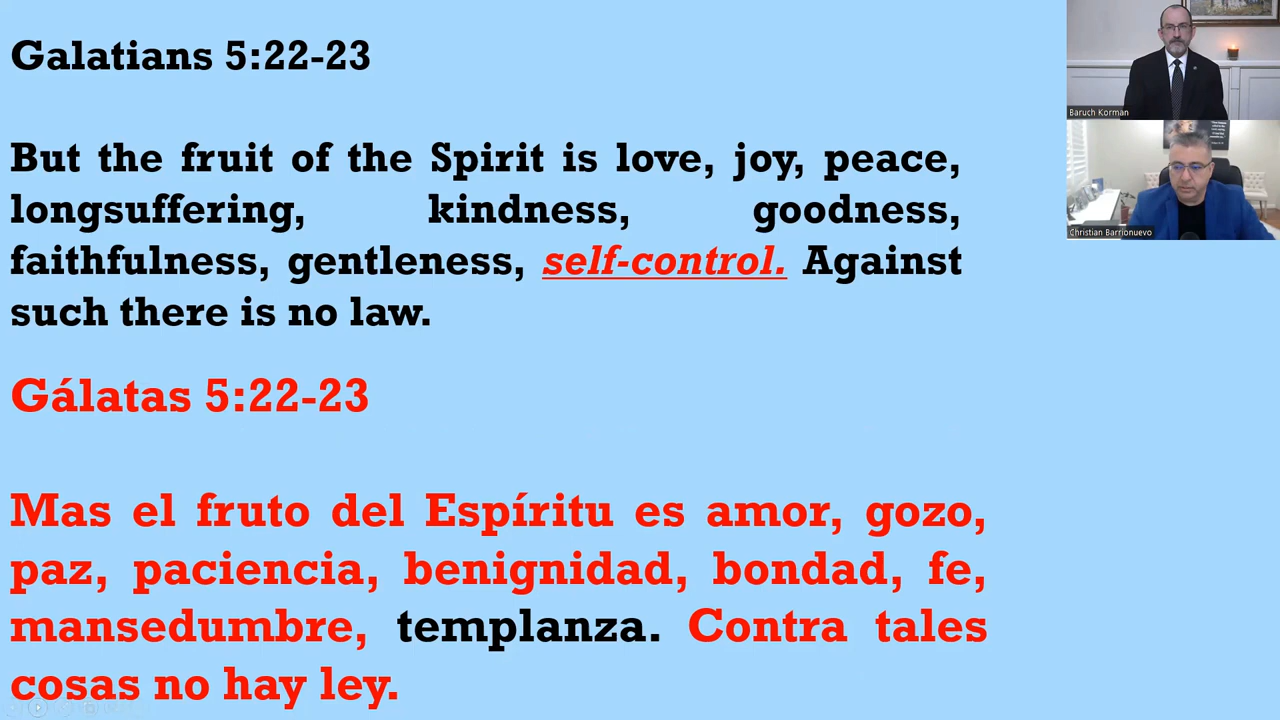 Galatians 5:22-23
But the fruit of the Spirit is love, joy, peace,
longsuffering, kindness, goodness,
faithfulness, gentleness, self-control. Against
such there is no law.
Gálatas 5:22-23
Mas el fruto del Espíritu es amor, gozo,
paz, paciencia, benignidad, bondad, fe,
mansedumbre, templanza. Contra tales
cosas no hay ley.
Baruch Korman
Christian Barrionuevo